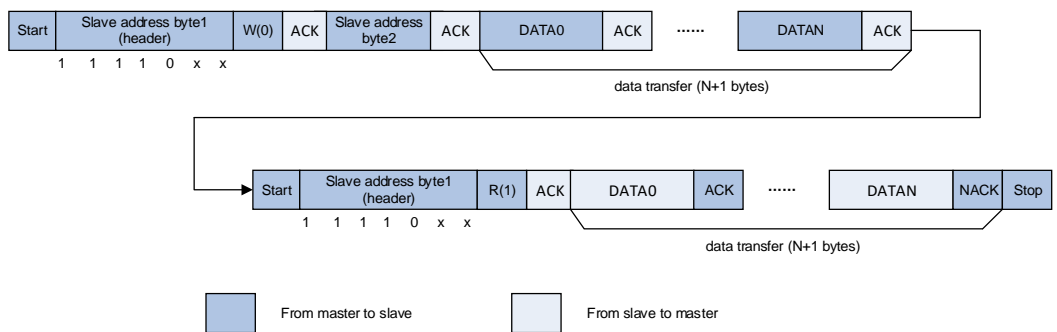 Start Slave address byte1 (header) W(0) ACK Slave address byte2 ACK DATA0 ACK ...... DATAN ACK
1 1 1 1 0 x x
data transfer (N+1 bytes)
Start Slave address byte1 (header) R(1) ACK DATA0 ACK ...... DATAN NACK Stop
1 1 1 1 0 x x
data transfer (N+1 bytes)
From master to slave From slave to master